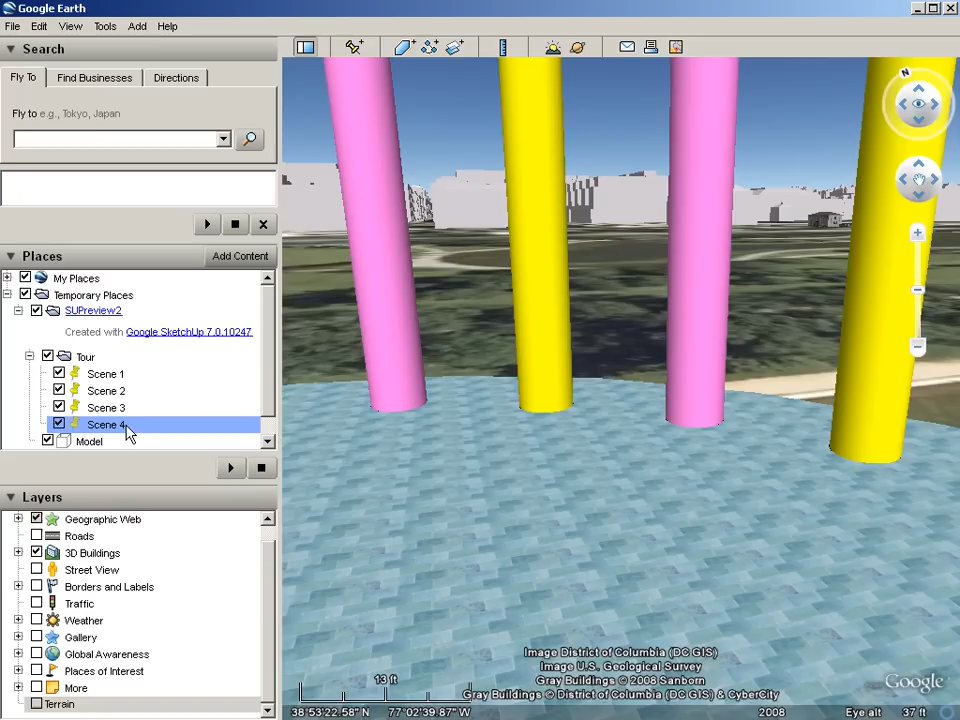 Google Earth
File Edit View Tools Add Help
Search
Fly To Find Businesses Directions
Fly to e.g., Tokyo, Japan
Places Add Content
My Places
Temporary Places
SUPreview2
Created with Google SketchUp 7.0.10247
Tour
Scene 1
Scene 2
Scene 3
Scene 4
Model
Layers
Geographic Web
Roads
3D Buildings
Street View
Borders and Labels
Traffic
Weather
Gallery
Global Awareness
Places of Interest
More
Terrain
N
Image District of Columbia (DC GIS)
Image U.S. Geological Survey
Gray Buildings © 2008 Sanborn
Gray Buildings © District of Columbia (DC GIS) & CyberCity
13 ft
Google
38°53'22.58" N 77°02'39.87" W 2008 Eye alt 37 ft